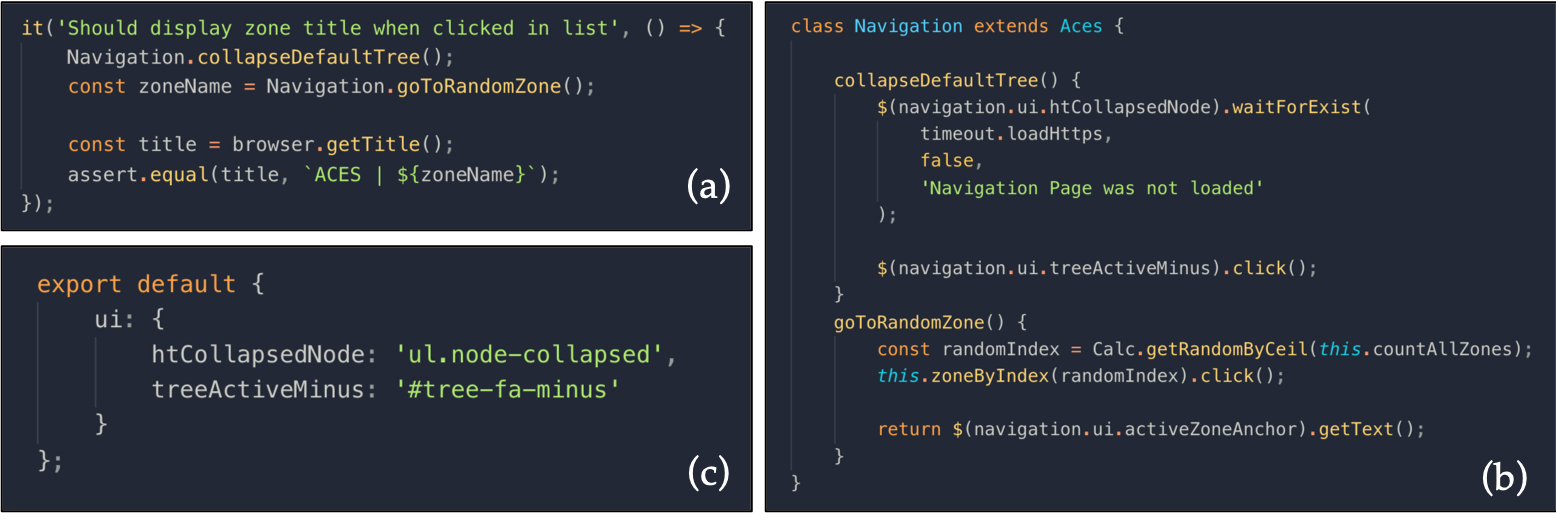 it('Should display zone title when clicked in list', () => {
    Navigation.collapseDefaultTree();
    const zoneName = Navigation.goToRandomZone();

    const title = browser.getTitle();
    assert.equal(title, `ACES | ${zoneName}`);
});
(a)
export default {
    ui: {
        htCollapsedNode: 'ul.node-collapsed',
        treeActiveMinus: '#tree-fa-minus'
    }
};
(c)
class Navigation extends Aces {

    collapseDefaultTree() {
        $(navigation.ui.htCollapsedNode).waitForExist(
            timeout.loadHttps,
            false,
            'Navigation Page was not loaded'
        );

        $(navigation.ui.treeActiveMinus).click();
    }
    goToRandomZone() {
        const randomIndex = Calc.getRandomByCeil(this.countAllZones);
        this.zoneByIndex(randomIndex).click();

        return $(navigation.ui.activeZoneAnchor).getText();
    }
}
(b)